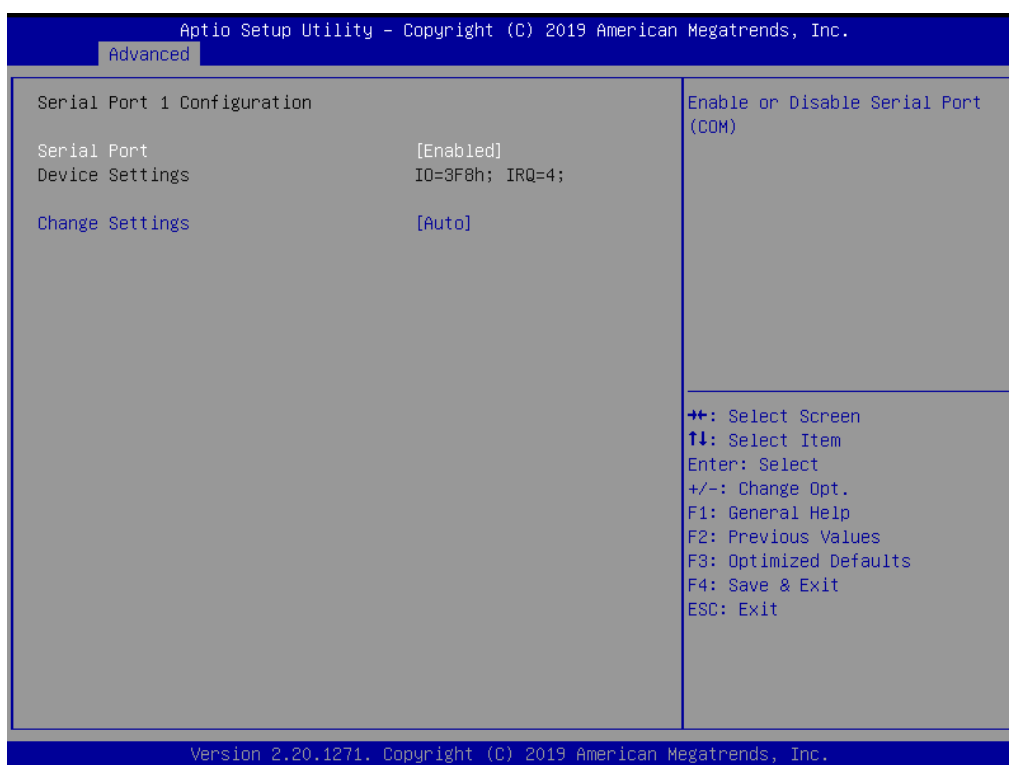 Aptio Setup Utility – Copyright (C) 2019 American Megatrends, Inc.
Advanced
Serial Port 1 Configuration
Serial Port [Enabled]
Device Settings IO=3F8h; IRQ=4;
Change Settings [Auto]
Enable or Disable Serial Port
(COM)
→←: Select Screen
↑↓: Select Item
Enter: Select
+/-: Change Opt.
F1: General Help
F2: Previous Values
F3: Optimized Defaults
F4: Save & Exit
ESC: Exit
Version 2.20.1271. Copyright (C) 2019 American Megatrends, Inc.